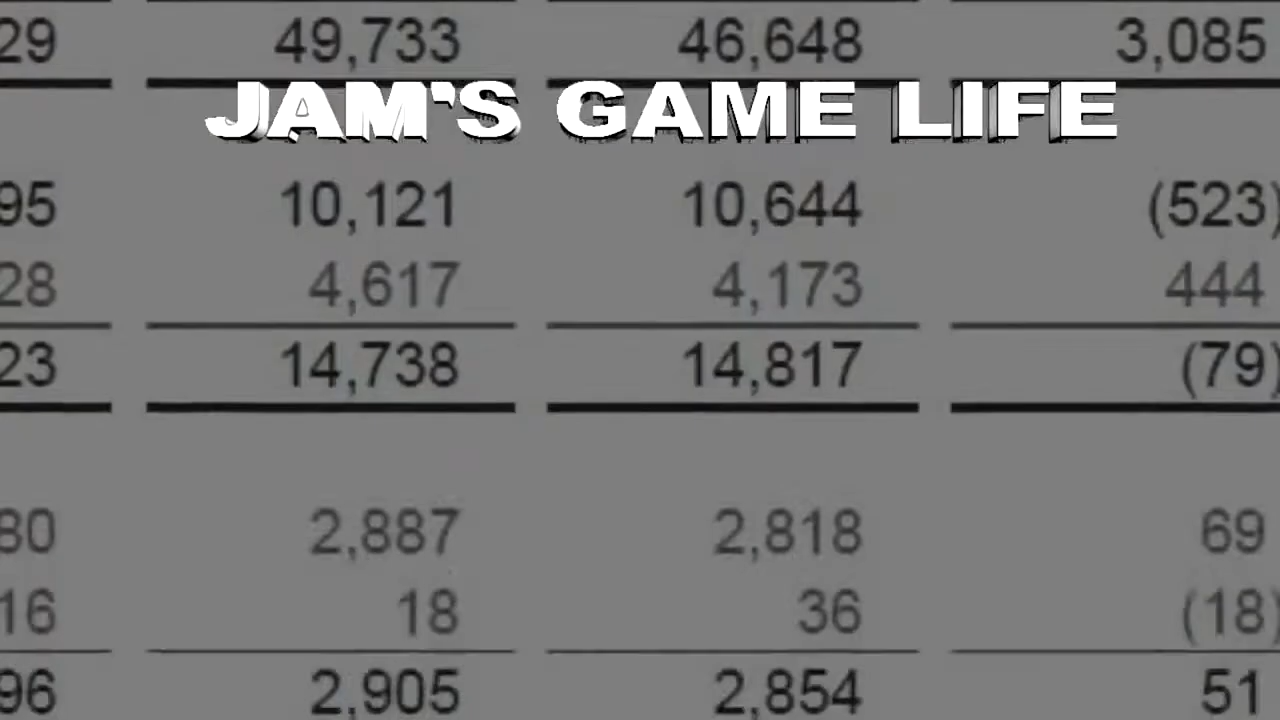 29 49,733 46,648 3,085
JAM'S GAME LIFE
95 10,121 10,644 (523)
28 4,617 4,173 444
23 14,738 14,817 (79)
80 2,887 2,818 69
16 18 36 (18)
96 2,905 2,854 51